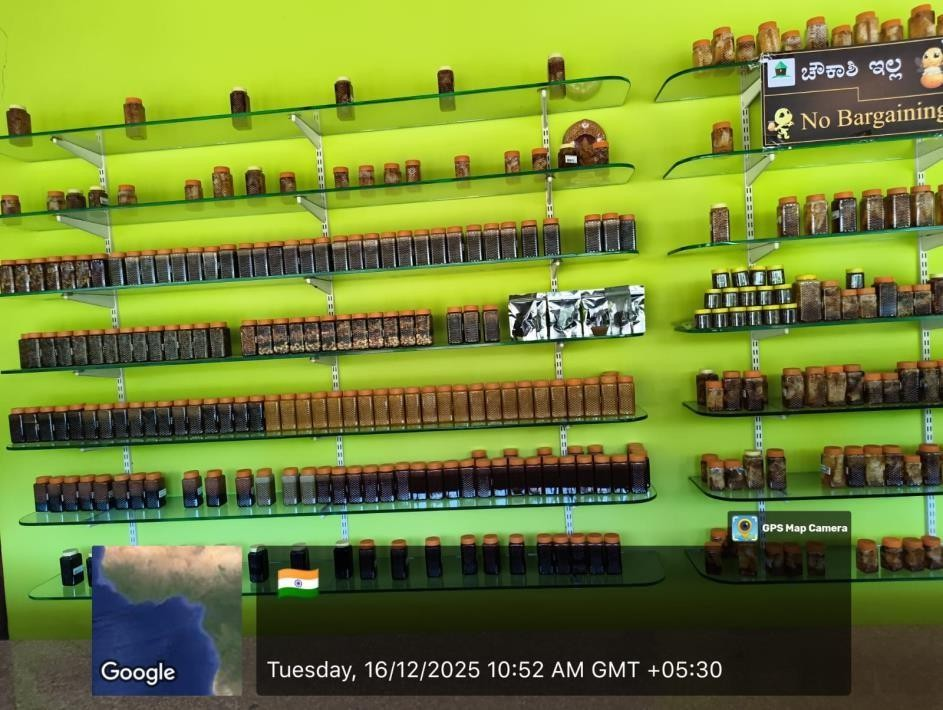 ಚೌಕಾಶಿ ಇಲ್ಲ
No Bargaining
GPS Map Camera
Google
Tuesday, 16/12/2025 10:52 AM GMT +05:30